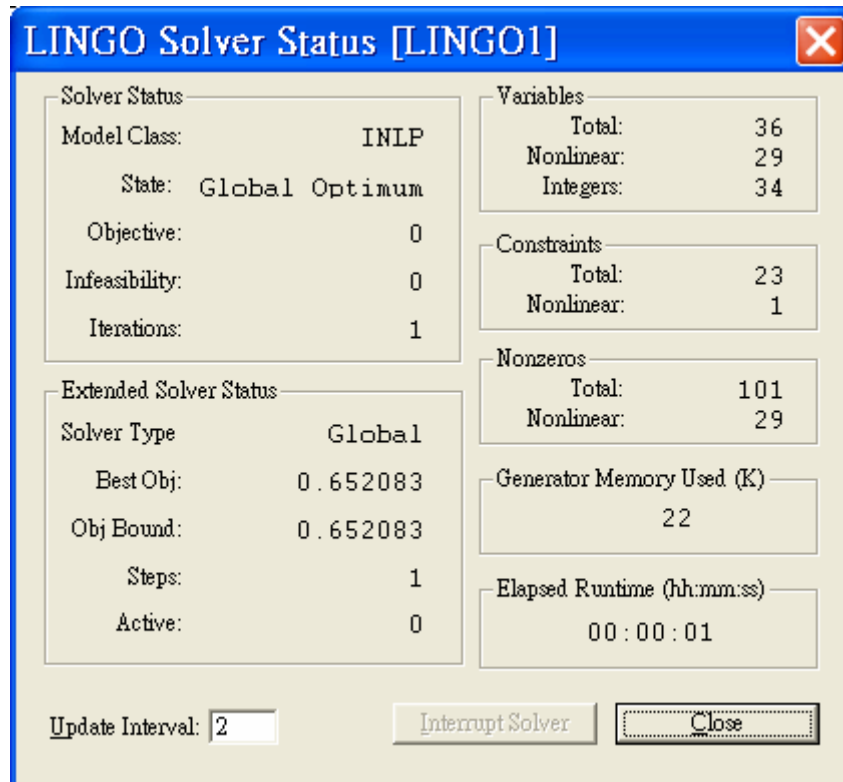 LINGO Solver Status [LINGO1]
Solver Status
Model Class: INLP
State: Global Optimum
Objective: 0
Infeasibility: 0
Iterations: 1
Extended Solver Status
Solver Type Global
Best Obj: 0.652083
Obj Bound: 0.652083
Steps: 1
Active: 0
Variables
Total: 36
Nonlinear: 29
Integers: 34
Constraints
Total: 23
Nonlinear: 1
Nonzeros
Total: 101
Nonlinear: 29
Generator Memory Used (K)
22
Elapsed Runtime (hh:mm:ss)
00:00:01
Update Interval: 2
Interrupt Solver
Close